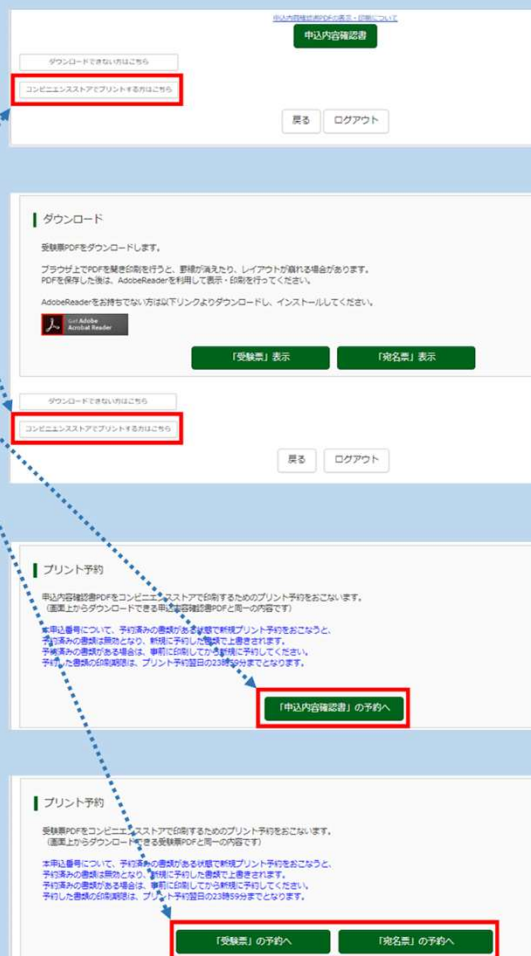 申込内容確認書PDFの表示・印刷について
申込内容確認書
ダウンロードできない方はこちら
コンビニエンスストアでプリントする方はこちら
戻る
ログアウト
ダウンロード
受験票PDFをダウンロードします。
ブラウザ上でPDFを開き印刷を行うと、罫線が消えたり、レイアウトが崩れる場合があります。
PDFを保存した後は、AdobeReaderを利用して表示・印刷を行ってください。
AdobeReaderをお持ちでない方は以下リンクよりダウンロードし、インストールしてください。
Get Adobe
Acrobat Reader
「受験票」表示
「宛名票」表示
ダウンロードできない方はこちら
コンビニエンスストアでプリントする方はこちら
戻る
ログアウト
プリント予約
申込内容確認書PDFをコンビニエンスストアで印刷するためのプリント予約をおこないます。
（画面上からダウンロードできる申込内容確認書PDFと同一の内容です）
本申込番号について、予約済みの書類がある状態で新規プリント予約をおこなうと、
予約済みの書類は無効となり、新規に予約した書類で上書きされます。
予約済みの書類がある場合は、事前に印刷してから新規に予約してください。
予約した書類の印刷期限は、プリント予約翌日の23時59分までとなります。
「申込内容確認書」の予約へ
プリント予約
受験票PDFをコンビニエンスストアで印刷するためのプリント予約をおこないます。
（画面上からダウンロードできる受験票PDFと同一の内容です）
本申込番号について、予約済みの書類がある状態で新規プリント予約をおこなうと、
予約済みの書類は無効となり、新規に予約した書類で上書きされます。
予約済みの書類がある場合は、事前に印刷してから新規に予約してください。
予約した書類の印刷期限は、プリント予約翌日の23時59分までとなります。
「受験票」の予約へ
「宛名票」の予約へ